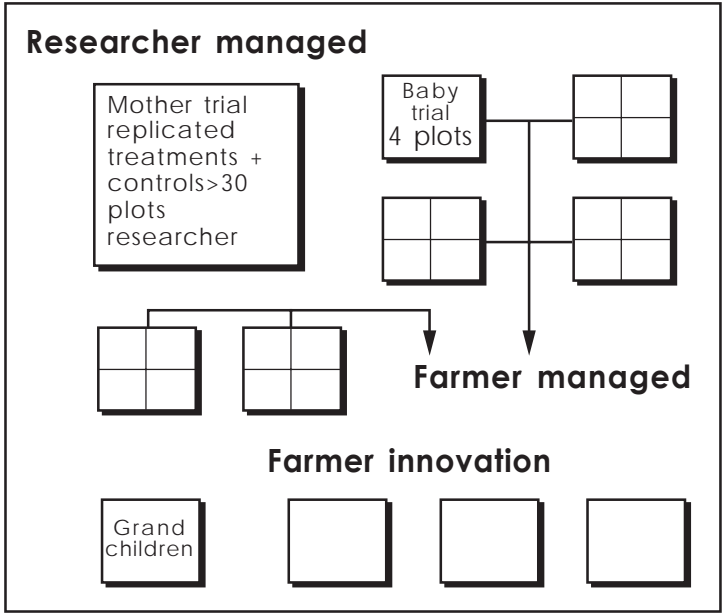 Researcher managed
Mother trial
replicated
treatments +
controls>30
plots
researcher
Baby
trial
4 plots
Farmer managed
Farmer innovation
Grand
children